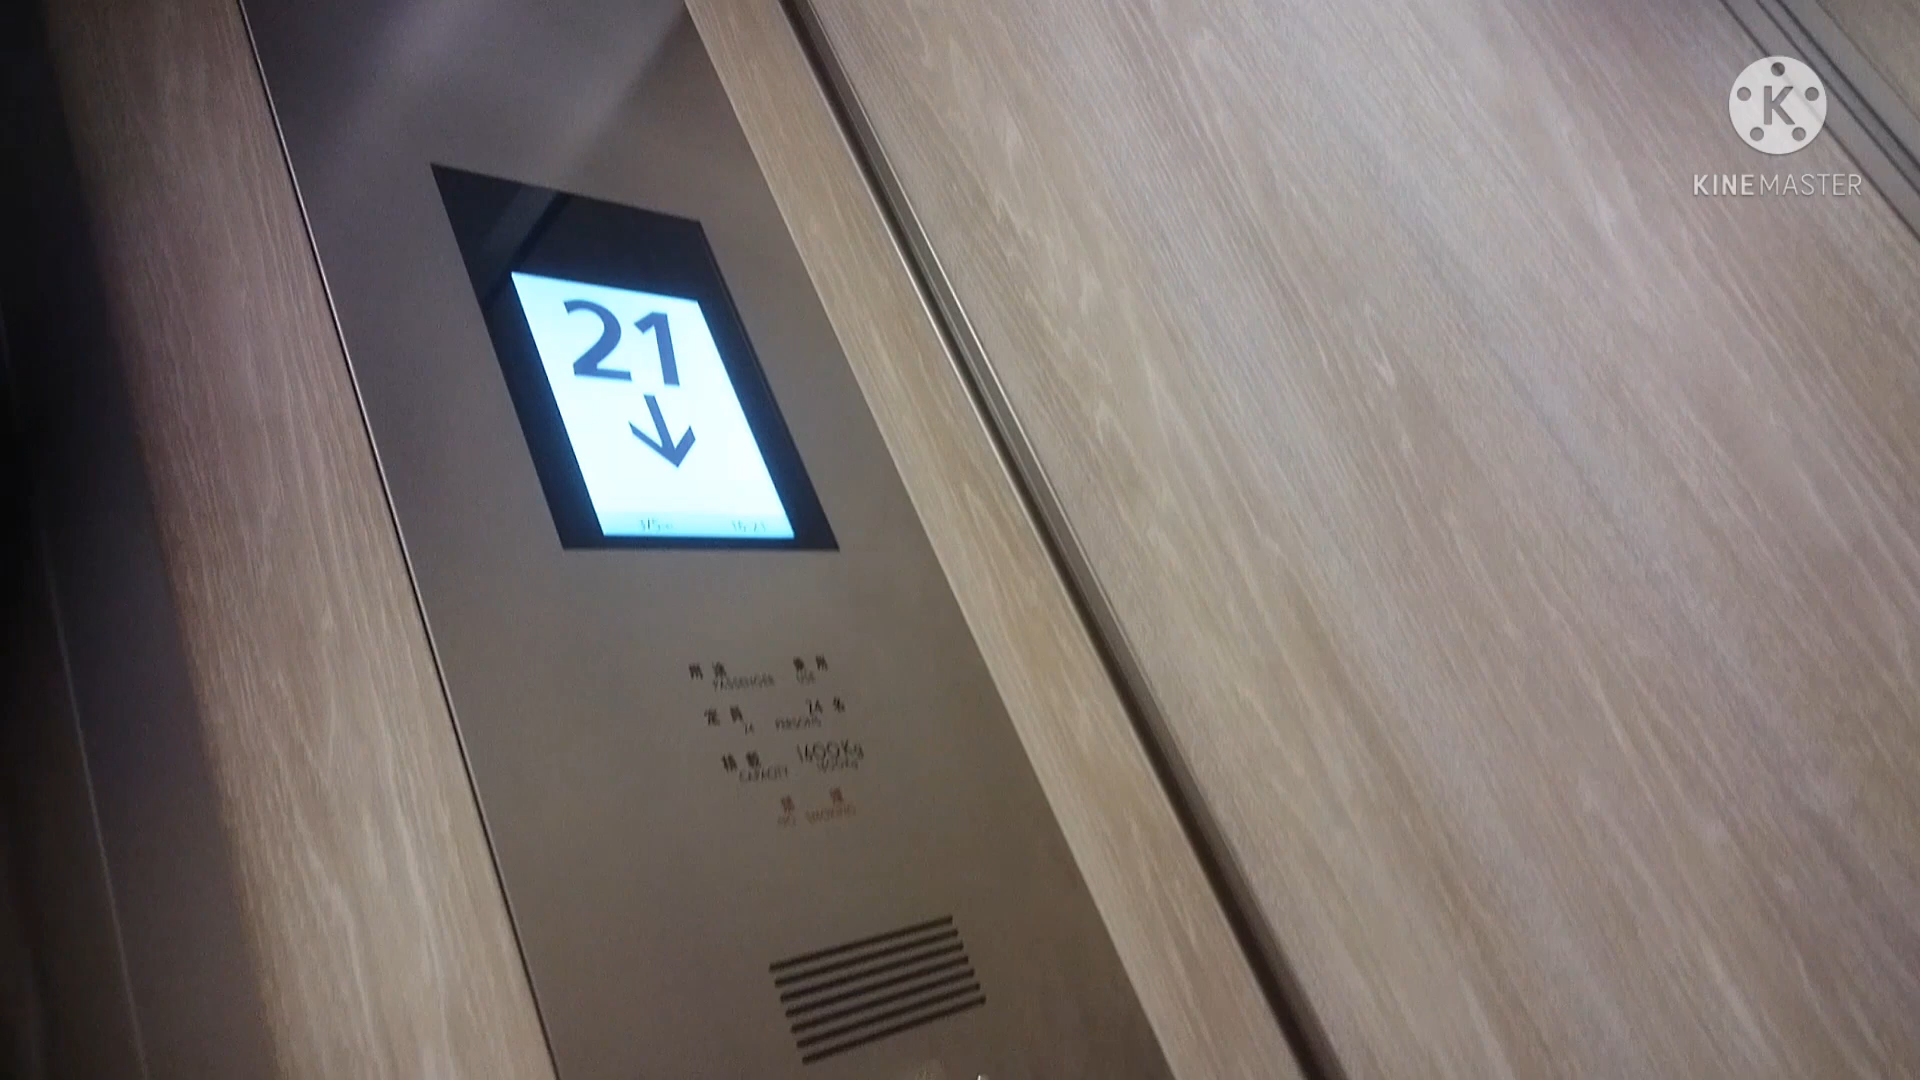 21
↓
KINEMASTER
用途 乗用
PASSENGER USE
定員 24名
24 PERSONS
積載 1600Kg
CAPACITY 1600Kg
禁煙
NO SMOKING